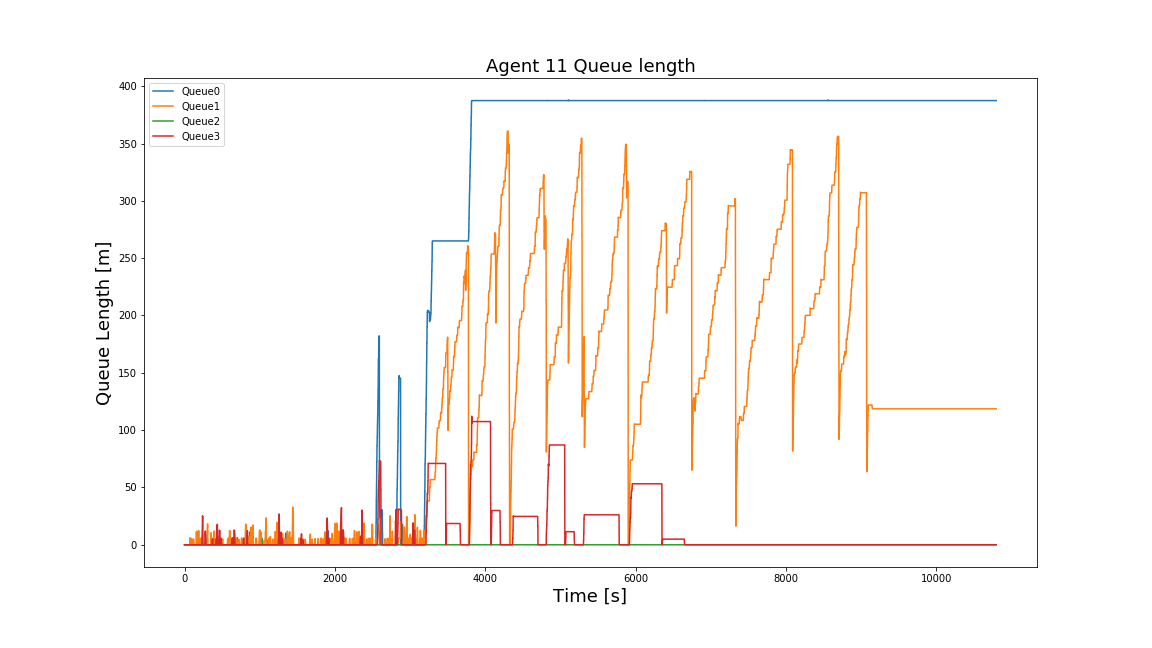 Agent 11 Queue length
Queue0
Queue1
Queue2
Queue3
400
350
300
250
200
150
100
50
0
Queue Length [m]
0 2000 4000 6000 8000 10000
Time [s]